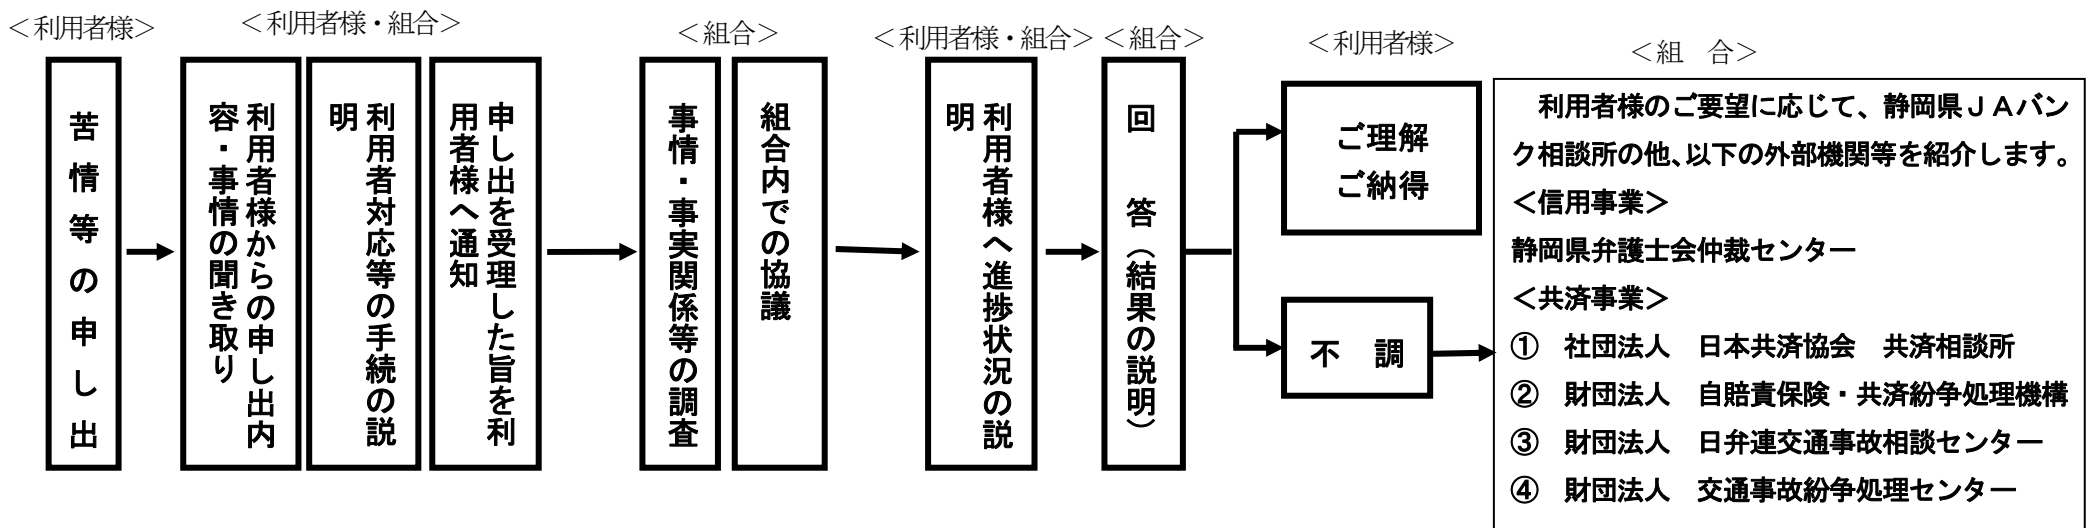 ＜利用者様＞
苦情等の申し出
＜利用者様・組合＞
利用者様からの申し出内
容・事情の聞き取り
利用者対応等の手続の説
明
申し出を受理した旨を利
用者様へ通知
＜組合＞
事情・事実関係等の調査
組合内での協議
＜利用者様・組合＞
利用者様へ進捗状況の説
明
＜組合＞
回　答（結果の説明）
＜利用者様＞
ご理解
ご納得
不　調
＜組　合＞
利用者様のご要望に応じて、静岡県ＪＡバン
ク相談所の他、以下の外部機関等を紹介します。
＜信用事業＞
静岡県弁護士会仲裁センター
＜共済事業＞
①　社団法人　日本共済協会　共済相談所
②　財団法人　自賠責保険・共済紛争処理機構
③　財団法人　日弁連交通事故相談センター
④　財団法人　交通事故紛争処理センター